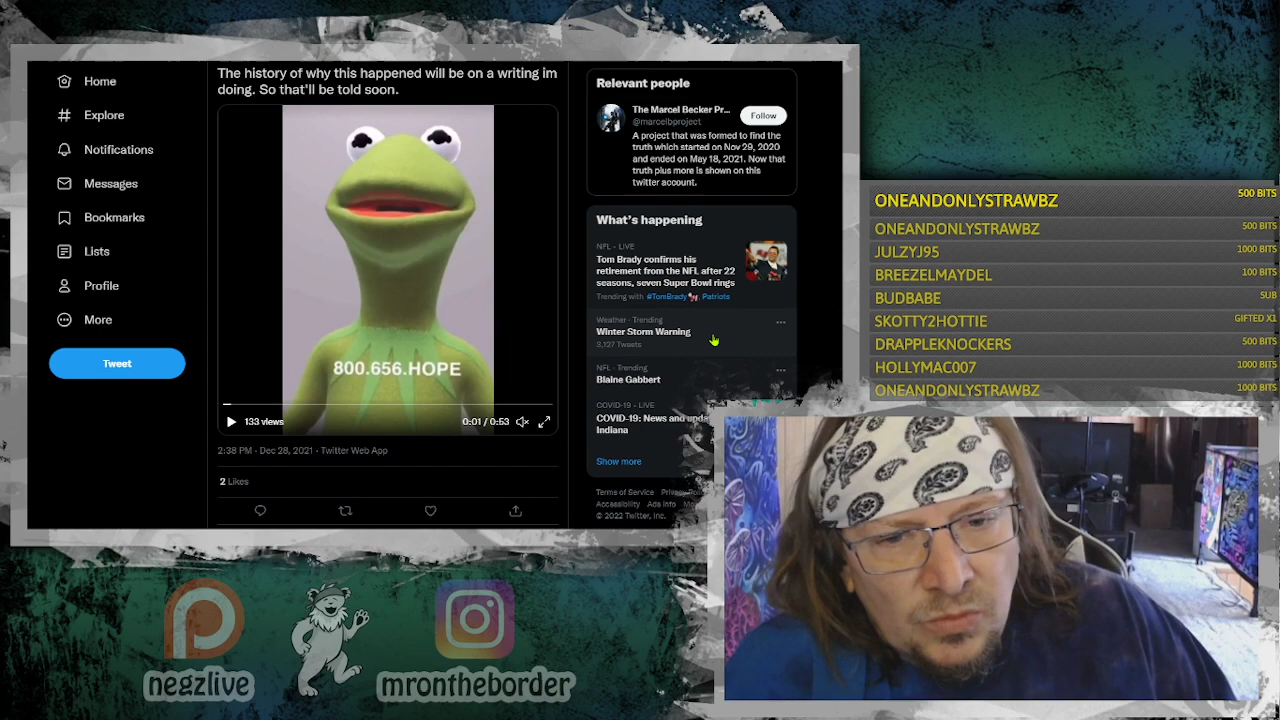 Home
Explore
Notifications
Messages
Bookmarks
Lists
Profile
More
Tweet
The history of why this happened will be on a writing im
doing. So that'll be told soon.
800.656.HOPE
133 views
0:01 / 0:53
2:38 PM · Dec 28, 2021 · Twitter Web App
2 Likes
Relevant people
The Marcel Becker Pr...
@marcelbproject
Follow
A project that was formed to find the
truth which started on Nov 29, 2020
and ended on May 18, 2021. Now that
truth plus more is shown on this
twitter account.
What's happening
NFL · LIVE
Tom Brady confirms his
retirement from the NFL after 22
seasons, seven Super Bowl rings
Trending with #TomBrady, Patriots
Weather · Trending
Winter Storm Warning
3,127 Tweets
NFL · Trending
Blaine Gabbert
COVID-19 · LIVE
COVID-19: News and upda
Indiana
Show more
Terms of Service
Accessibility Ads info
© 2022 Twitter, Inc.
ONEANDONLYSTRAWBZ 500 BITS
ONEANDONLYSTRAWBZ 500 BITS
JULZYJ95 1000 BITS
BREEZELMAYDEL 100 BITS
BUDBABE SUB
SKOTTY2HOTTIE GIFTED X1
DRAPPLEKNOCKERS 500 BITS
HOLLYMAC007 1000 BITS
ONEANDONLYSTRAWBZ 1000 BITS
negzlive
mrontheborder